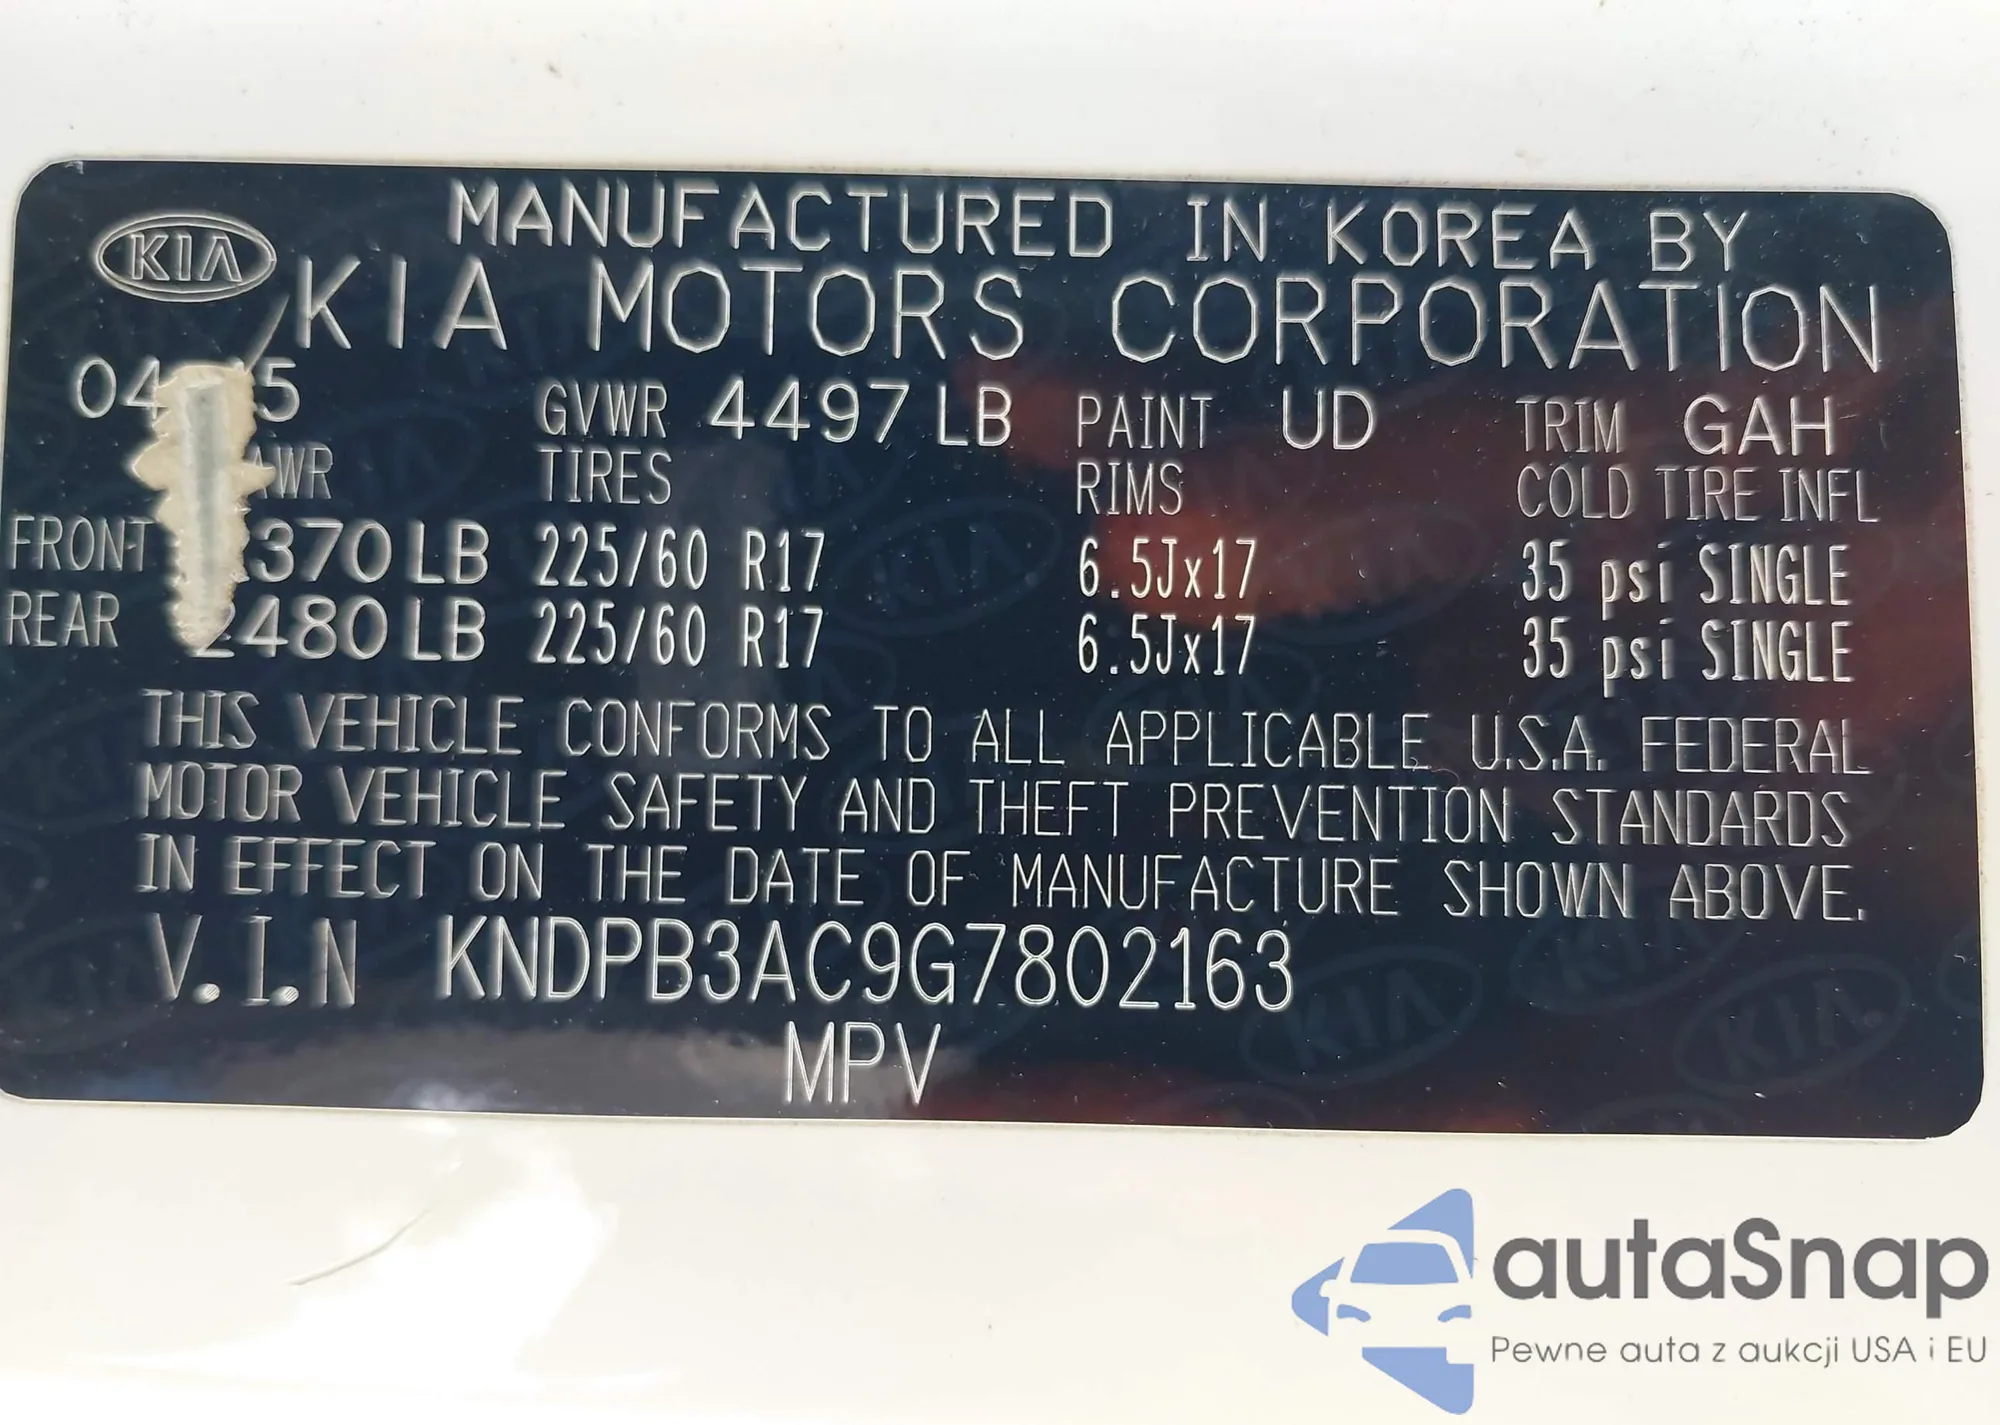 MANUFACTURED IN KOREA BY
KIA
KIA MOTORS CORPORATION
GVWR 4497 LB PAINT UD TRIM GAH
TIRES RIMS COLD TIRE INFL
FRONT LB 225/60 R17 6.5Jx17 35 psi SINGLE
REAR 2480 LB 225/60 R17 6.5Jx17 35 psi SINGLE
THIS VEHICLE CONFORMS TO ALL APPLICABLE U.S.A. FEDERAL
MOTOR VEHICLE SAFETY AND THEFT PREVENTION STANDARDS
IN EFFECT ON THE DATE OF MANUFACTURE SHOWN ABOVE.
V.I.N KNDPB3AC9G7802163
MPV
autaSnap
Pewne auta z aukcji USA i EU